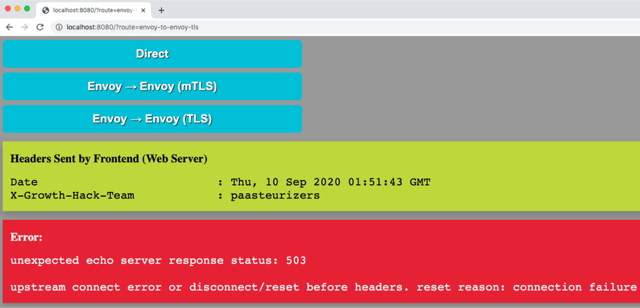 localhost:8080/?route=envoy-
localhost:8080/?route=envoy-to-envoy-tls
Direct
Envoy → Envoy (mTLS)
Envoy → Envoy (TLS)
Headers Sent by Frontend (Web Server)
Date : Thu, 10 Sep 2020 01:51:43 GMT
X-Growth-Hack-Team : paasteurizers
Error:
unexpected echo server response status: 503
upstream connect error or disconnect/reset before headers. reset reason: connection failure